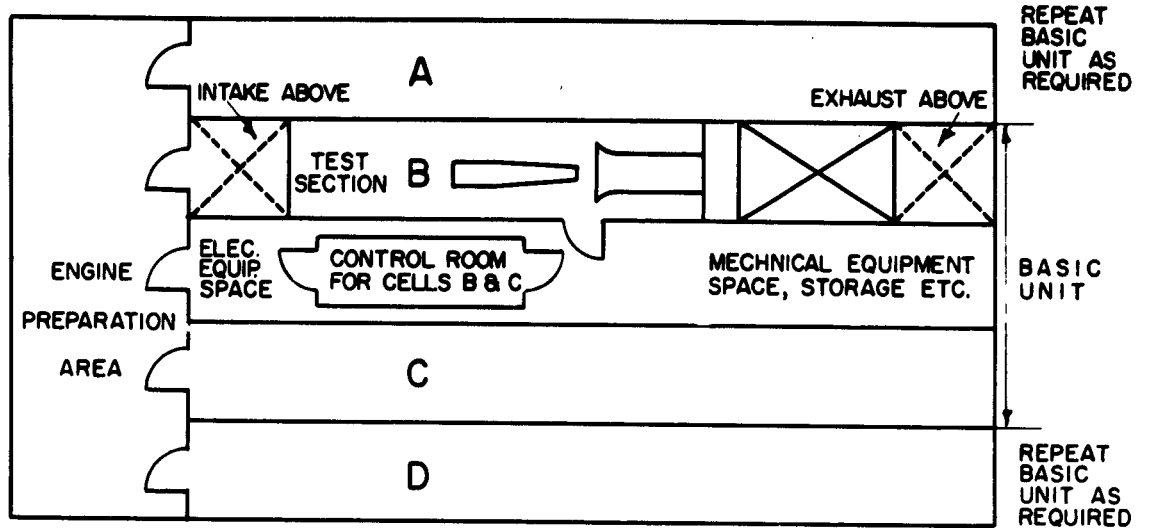 REPEAT
BASIC
UNIT AS
REQUIRED
A
INTAKE ABOVE
EXHAUST ABOVE
TEST
SECTION
B
ELEC.
EQUIP.
SPACE
CONTROL ROOM
FOR CELLS B & C
MECHNICAL EQUIPMENT
SPACE, STORAGE ETC.
BASIC
UNIT
ENGINE
PREPARATION
AREA
C
D
REPEAT
BASIC
UNIT AS
REQUIRED